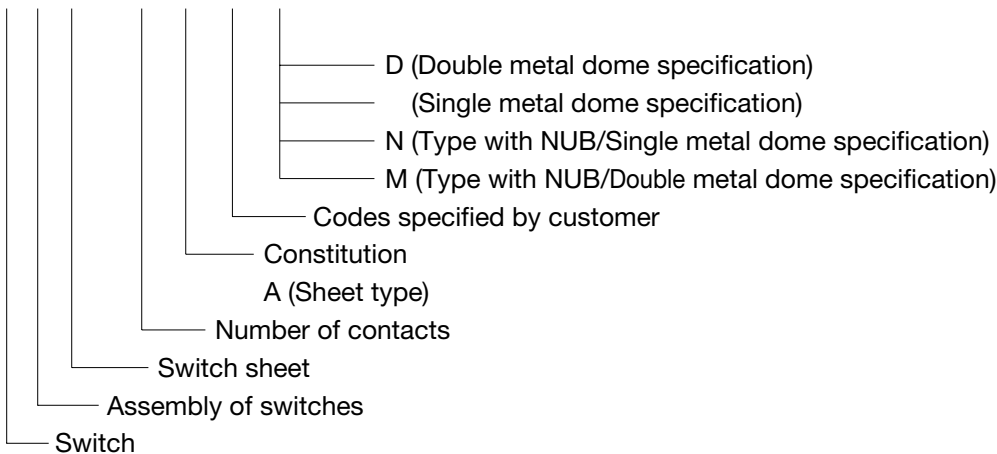 D (Double metal dome specification)
(Single metal dome specification)
N (Type with NUB/Single metal dome specification)
M (Type with NUB/Double metal dome specification)
Codes specified by customer
Constitution
A (Sheet type)
Number of contacts
Switch sheet
Assembly of switches
Switch